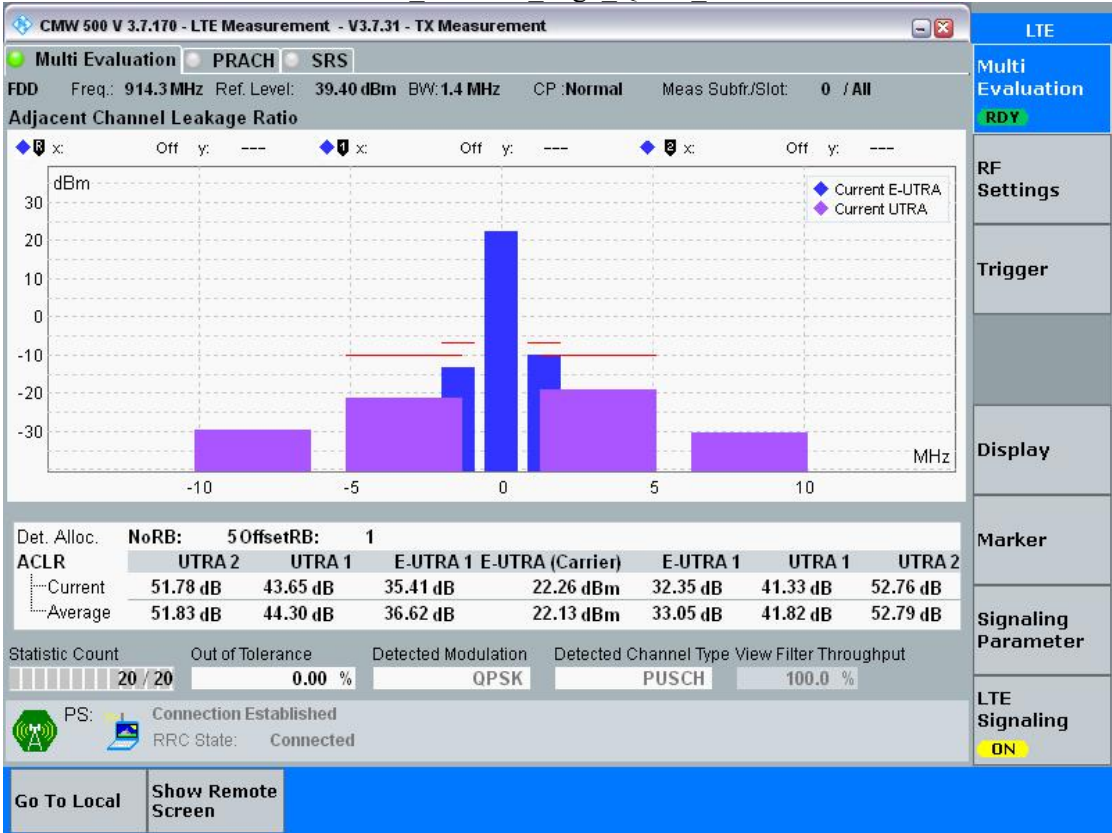 CMW 500 V 3.7.170 - LTE Measurement - V3.7.31 - TX Measurement
LTE
Multi Evaluation PRACH SRS
Multi
Evaluation
RDY
FDD Freq.: 914.3 MHz Ref. Level: 39.40 dBm BW: 1.4 MHz CP : Normal Meas Subfr./Slot: 0 / All
Adjacent Channel Leakage Ratio
R x: Off y: --- 1 x: Off y: --- 2 x: Off y: ---
dBm
Current E-UTRA
Current UTRA
30
20
10
0
-10
-20
-30
MHz
-10 -5 0 5 10
RF
Settings
Trigger
Display
Marker
Signaling
Parameter
LTE
Signaling
ON
Det. Alloc. NoRB: 5 OffsetRB: 1
ACLR UTRA 2 UTRA 1 E-UTRA 1 E-UTRA (Carrier) E-UTRA 1 UTRA 1 UTRA 2
Current 51.78 dB 43.65 dB 35.41 dB 22.26 dBm 32.35 dB 41.33 dB 52.76 dB
Average 51.83 dB 44.30 dB 36.62 dB 22.13 dBm 33.05 dB 41.82 dB 52.79 dB
Statistic Count Out of Tolerance Detected Modulation Detected Channel Type View Filter Throughput
20 / 20 0.00 % QPSK PUSCH 100.0 %
PS: Connection Established
RRC State: Connected
Go To Local
Show Remote
Screen